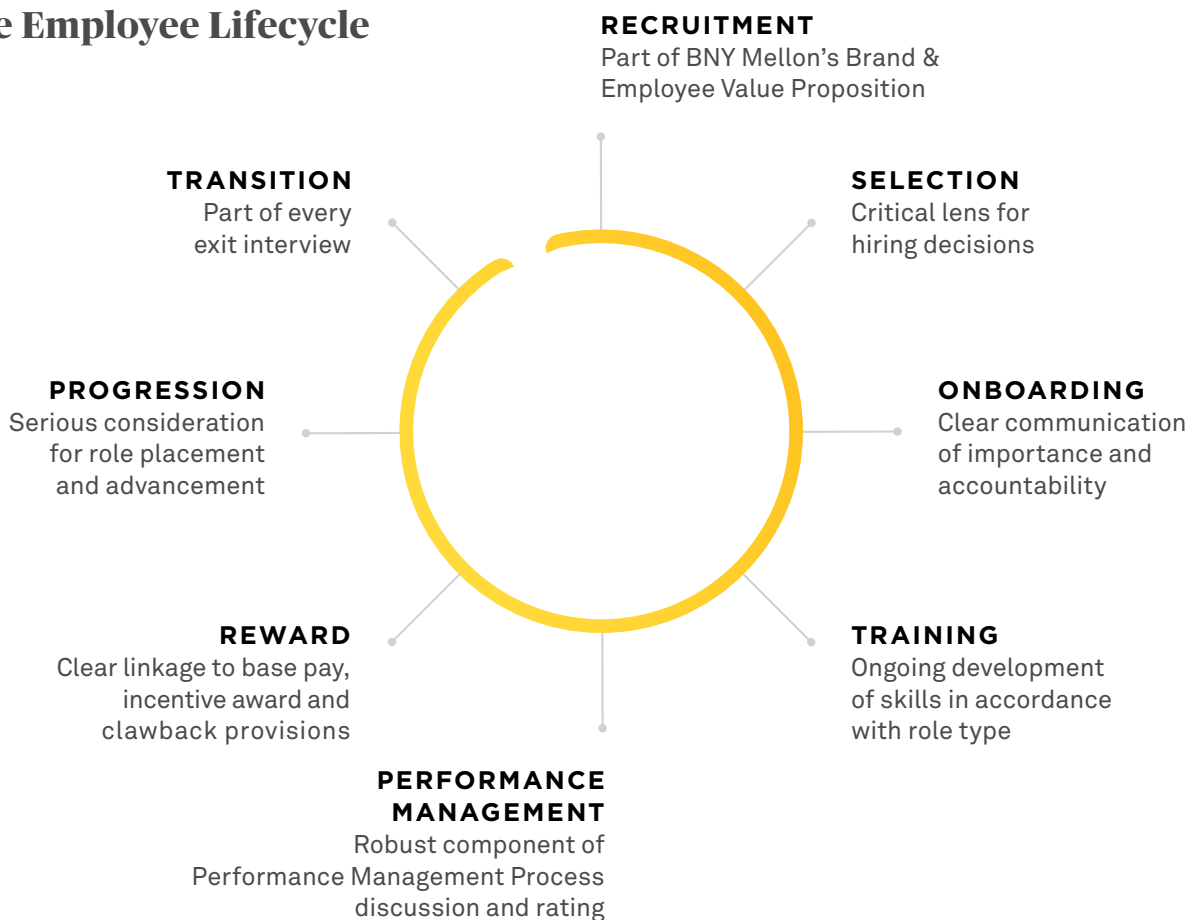 e Employee Lifecycle
RECRUITMENT
Part of BNY Mellon's Brand &
Employee Value Proposition
SELECTION
Critical lens for
hiring decisions
ONBOARDING
Clear communication
of importance and
accountability
TRAINING
Ongoing development
of skills in accordance
with role type
PERFORMANCE
MANAGEMENT
Robust component of
Performance Management Process
discussion and rating
REWARD
Clear linkage to base pay,
incentive award and
clawback provisions
PROGRESSION
Serious consideration
for role placement
and advancement
TRANSITION
Part of every
exit interview